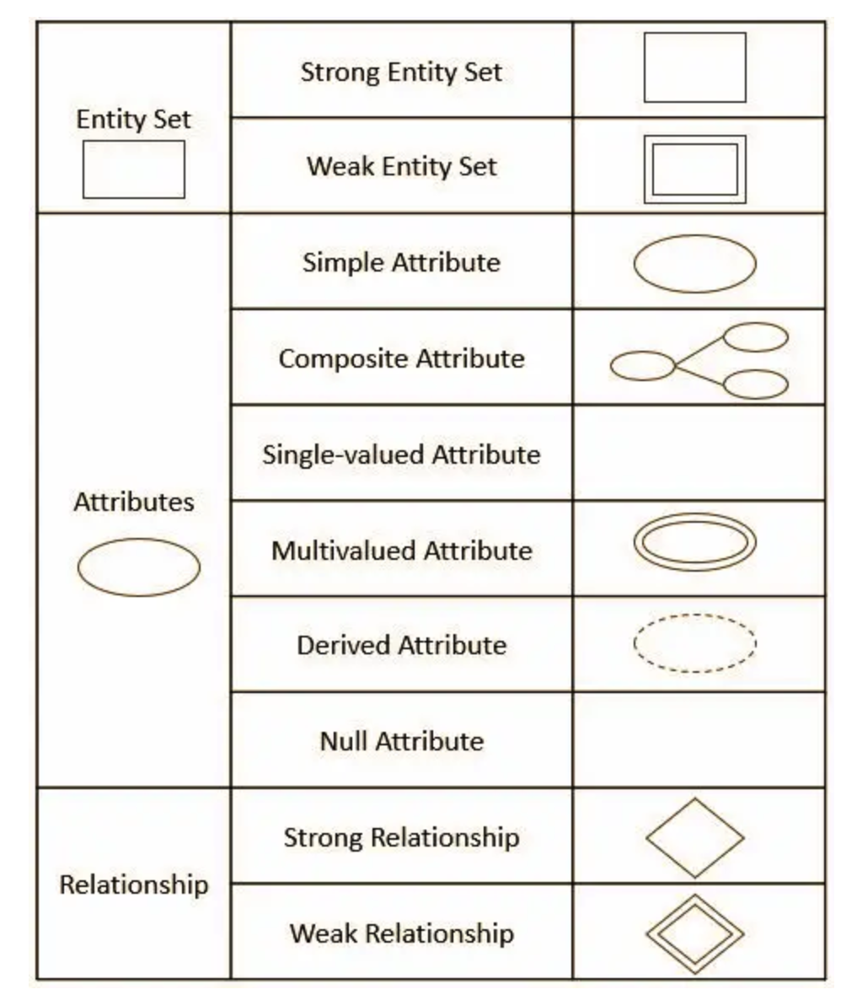 Entity Set
Strong Entity Set
Weak Entity Set
Attributes
Simple Attribute
Composite Attribute
Single-valued Attribute
Multivalued Attribute
Derived Attribute
Null Attribute
Relationship
Strong Relationship
Weak Relationship